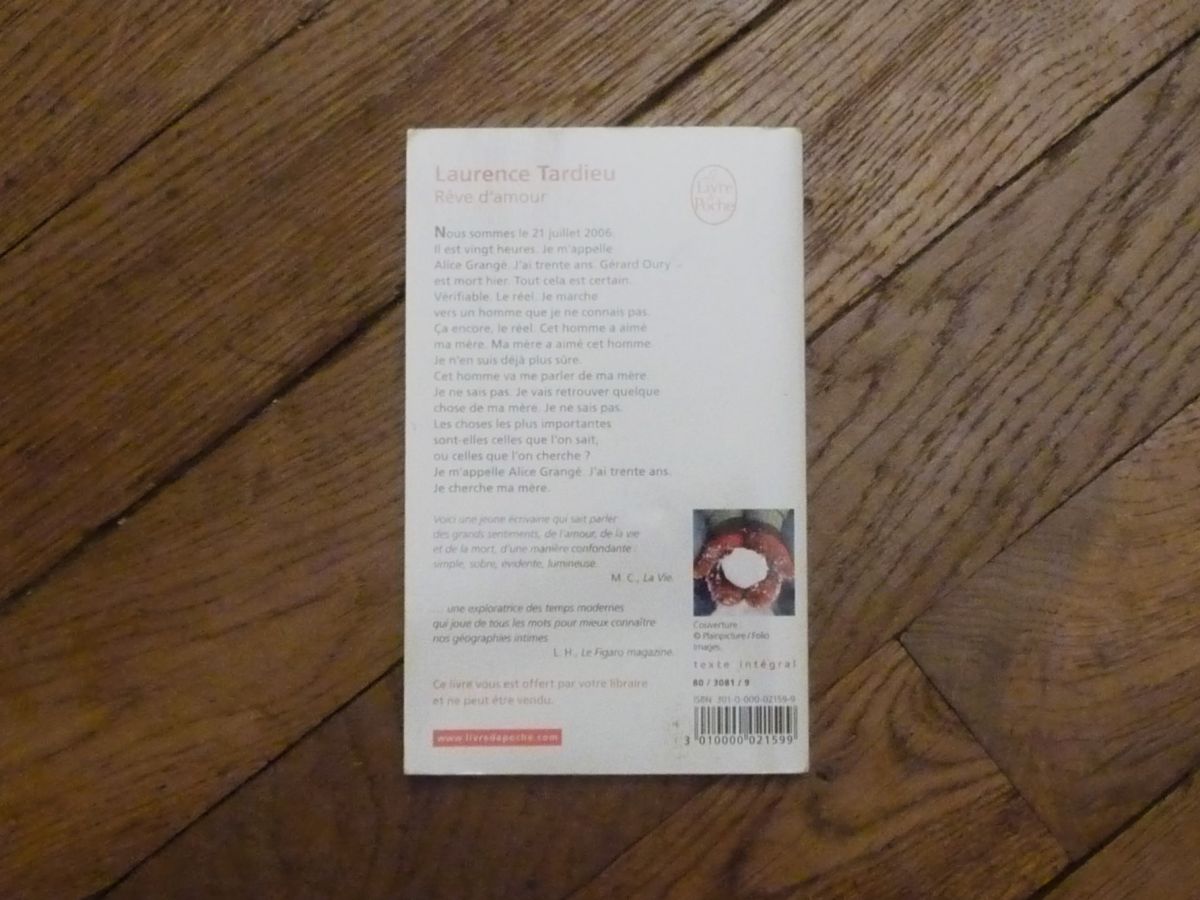 Laurence Tardieu
Rêve d'amour
Le
Livre
de
Poche
Nous sommes le 21 juillet 2006.
Il est vingt heures. Je m'appelle
Alice Grangé. J'ai trente ans. Gérard Oury
est mort hier. Tout cela est certain.
Vérifiable. Le réel. Je marche
vers un homme que je ne connais pas.
Ça encore, le réel. Cet homme a aimé
ma mère. Ma mère a aimé cet homme.
Je n'en suis déjà plus sûre.
Cet homme va me parler de ma mère.
Je ne sais pas. Je vais retrouver quelque
chose de ma mère. Je ne sais pas.
Les choses les plus importantes
sont-elles celles que l'on sait,
ou celles que l'on cherche ?
Je m'appelle Alice Grangé. J'ai trente ans.
Je cherche ma mère.
Voici une jeune écrivaine qui sait parler
des grands sentiments, de l'amour, de la vie
et de la mort, d'une manière confondante :
simple, sobre, évidente, lumineuse.
M. C., La Vie.
... une exploratrice des temps modernes
qui joue de tous les mots pour mieux connaître
nos géographies intimes.
L. H., Le Figaro magazine.
Ce livre vous est offert par votre libraire
et ne peut être vendu.
www.livredepoche.com
Couverture :
© Plainpicture / Folio
Images.
texte intégral
80 / 3081 / 9
ISBN 301-0-000-02159-9
3 010000 021599